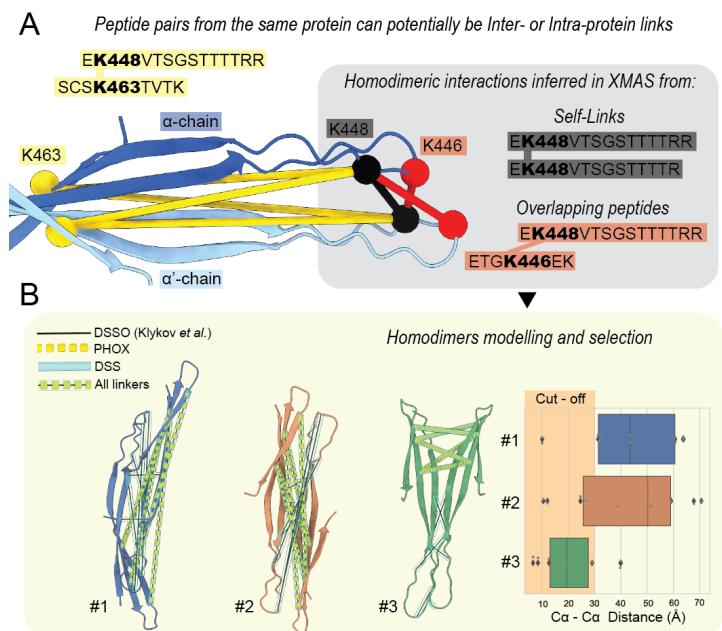 A
Peptide pairs from the same protein can potentially be Inter- or Intra-protein links
EK448VTSGSTTTTRR
SCSK463TVTK
Homodimeric interactions inferred in XMAS from:
α-chain
K448
K446
K463
Self-Links
EK448VTSGSTTTTRR
EK448VTSGSTTTTR
Overlapping peptides
EK448VTSGSTTTTRR
ETGK446EK
α'-chain
B
Homodimers modelling and selection
DSSO (Klykov et al.)
PHOX
DSS
All linkers
Cut - off
#1
#2
#3
#1
#2
#3
10 20 30 40 50 60 70
Cα - Cα Distance (Å)